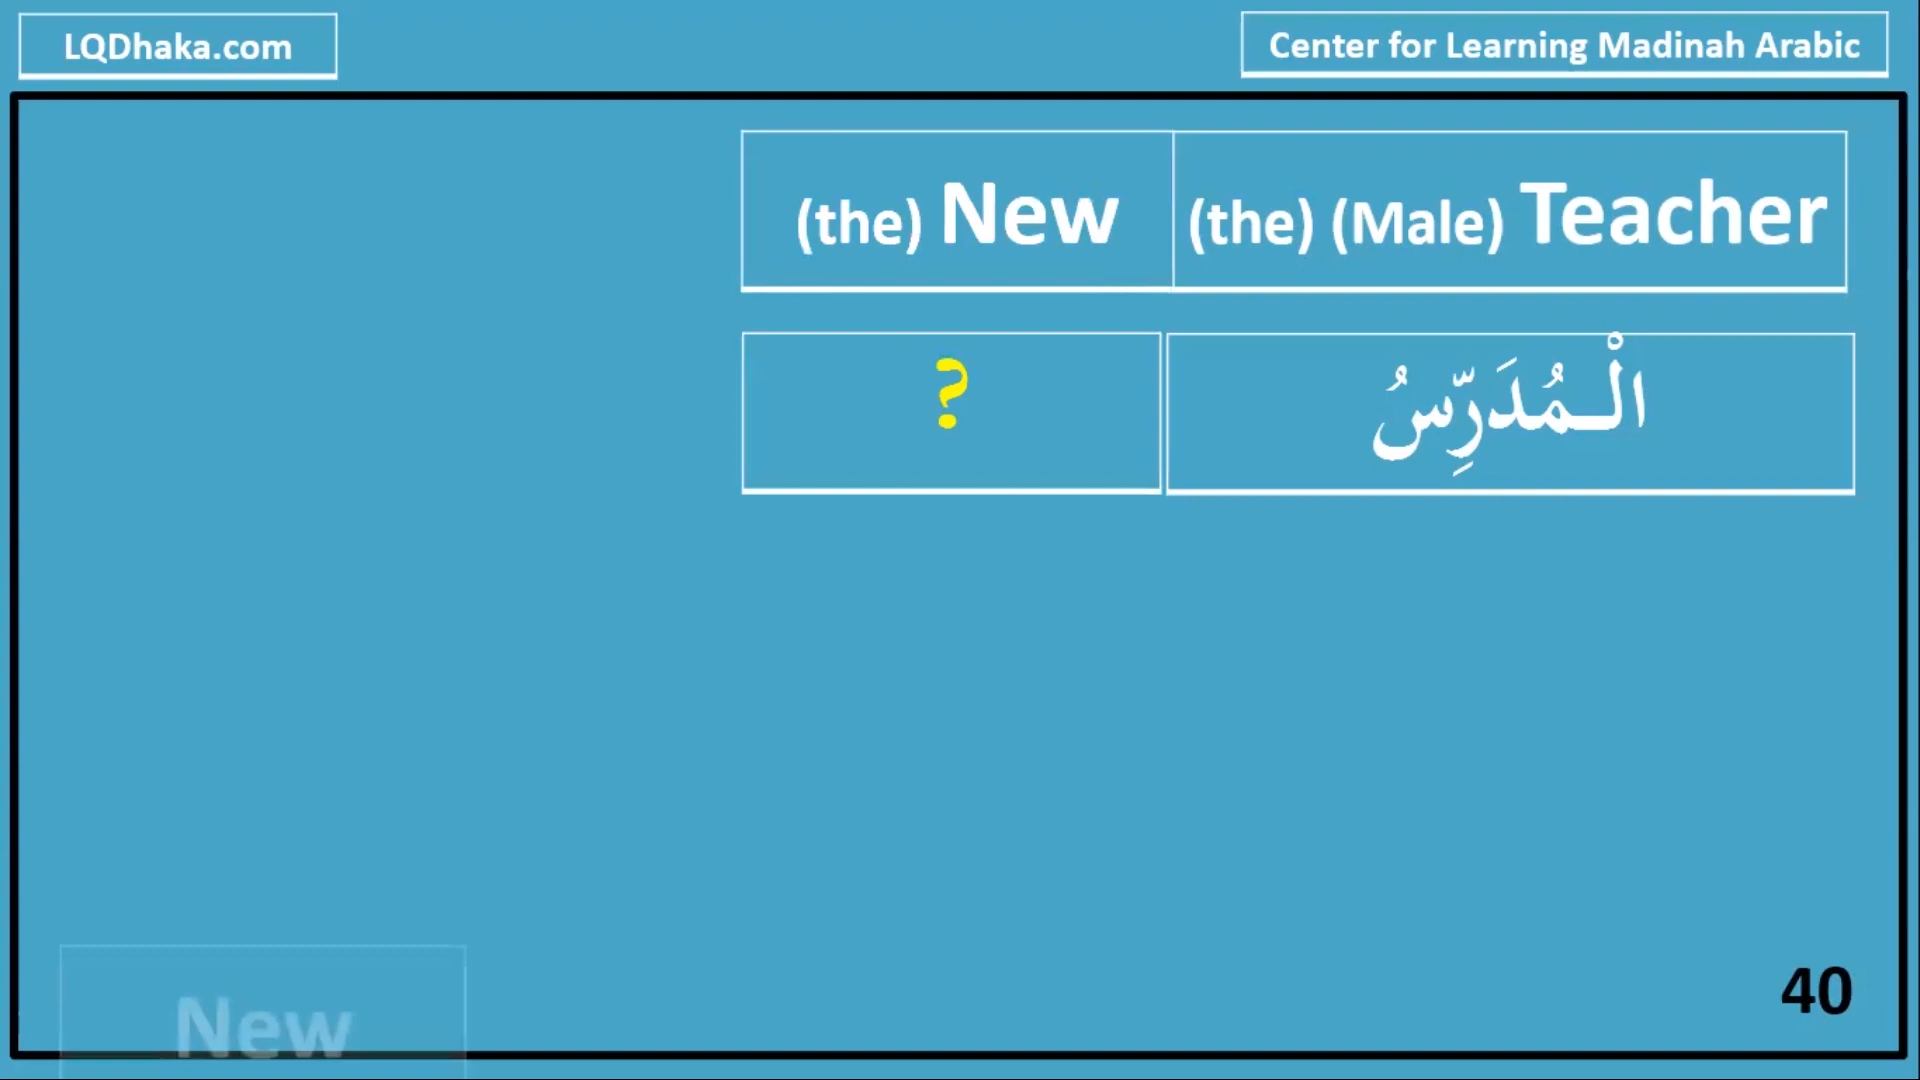 LQDhaka.com
Center for Learning Madinah Arabic
(the) New
(the) (Male) Teacher
?
الْـمُدَرِّسُ
New
40